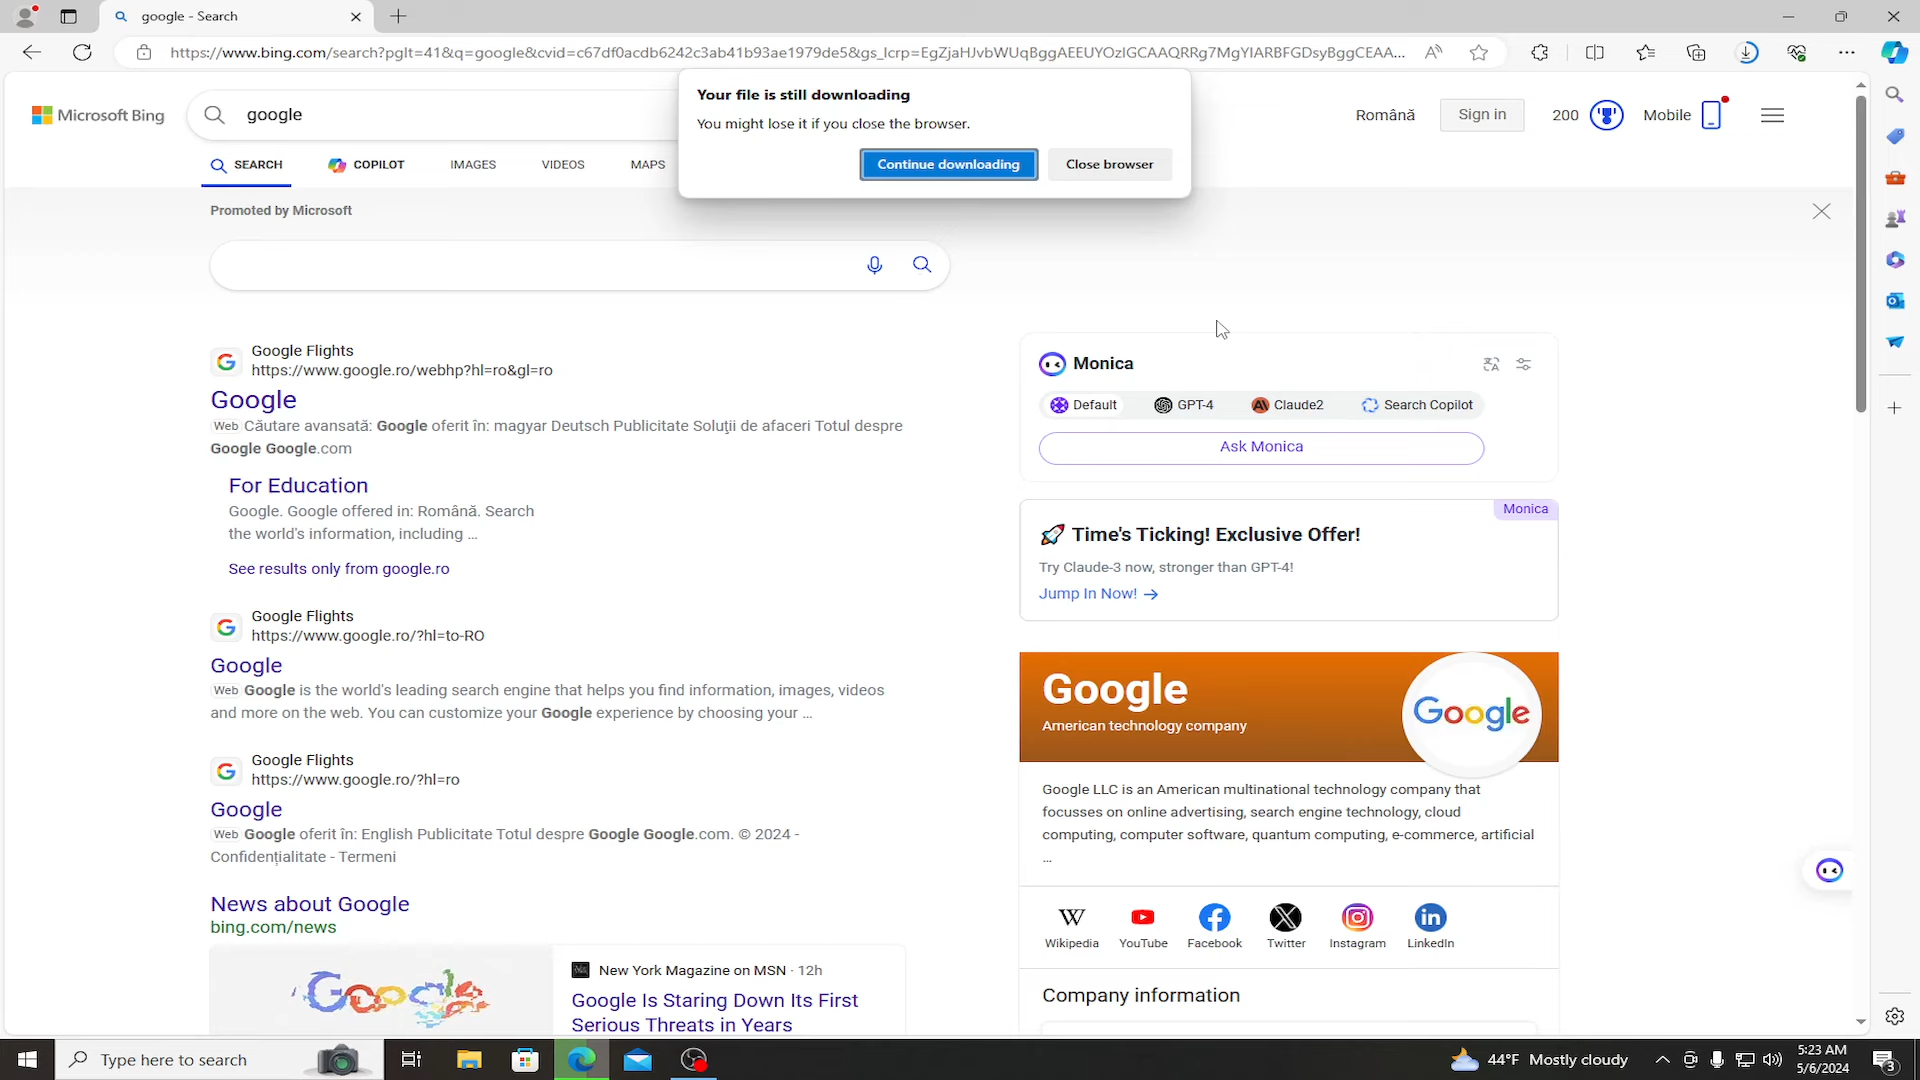 google - Search
https://www.bing.com/search?pglt=41&q=google&cvid=c67df0acdb6242c3ab41b93ae1979de5&gs_lcrp=EgZjaHJvbWUqBggAEEUYOzIGCAAQRRg7MgYIARBFGDsyBggCEAA...
Your file is still downloading
You might lose it if you close the browser.
Continue downloading
Close browser
Microsoft Bing
google
Română
Sign in
200
Mobile
SEARCH
COPILOT
IMAGES
VIDEOS
MAPS
Promoted by Microsoft
Google Flights
https://www.google.ro/webhp?hl=ro&gl=ro
Google
Web Căutare avansată: Google oferit în: magyar Deutsch Publicitate Soluţii de afaceri Totul despre
Google Google.com
For Education
Google. Google offered in: Română. Search
the world's information, including ...
See results only from google.ro
Google Flights
https://www.google.ro/?hl=to-RO
Google
Web Google is the world's leading search engine that helps you find information, images, videos
and more on the web. You can customize your Google experience by choosing your ...
Google Flights
https://www.google.ro/?hl=ro
Google
Web Google oferit în: English Publicitate Totul despre Google Google.com. © 2024 -
Confidențialitate - Termeni
News about Google
bing.com/news
Google
New York Magazine on MSN · 12h
Google Is Staring Down Its First
Serious Threats in Years
Monica
Default
GPT-4
Claude2
Search Copilot
Ask Monica
Monica
Time's Ticking! Exclusive Offer!
Try Claude-3 now, stronger than GPT-4!
Jump In Now! →
Google
American technology company
Google
Google LLC is an American multinational technology company that
focusses on online advertising, search engine technology, cloud
computing, computer software, quantum computing, e-commerce, artificial
...
Wikipedia
YouTube
Facebook
Twitter
Instagram
LinkedIn
Company information
Type here to search
44°F Mostly cloudy
5:23 AM
5/6/2024
3